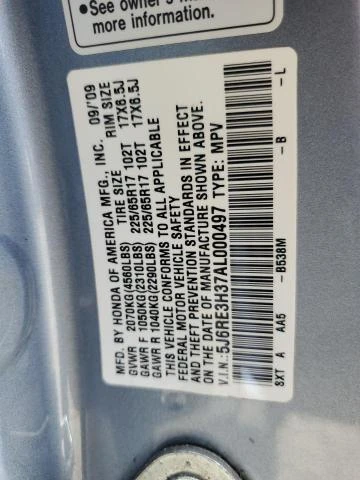 •See owner's
more information.
MFD. BY HONDA OF AMERICA MFG., INC. 09/'09
TIRE SIZE RIM SIZE
GVWR 2070KG(4560LBS)
GAWR F 1050KG(2310LBS) 225/65R17 102T 17X6.5J
GAWR R 1040KG(2290LBS) 225/65R17 102T 17X6.5J
THIS VEHICLE CONFORMS TO ALL APPLICABLE
FEDERAL MOTOR VEHICLE SAFETY
AND THEFT PREVENTION STANDARDS IN EFFECT
ON THE DATE OF MANUFACTURE SHOWN ABOVE.
V.I.N.:5J6RE3H37AL000497 TYPE: MPV
SXT A AA5 -B538M -B -L